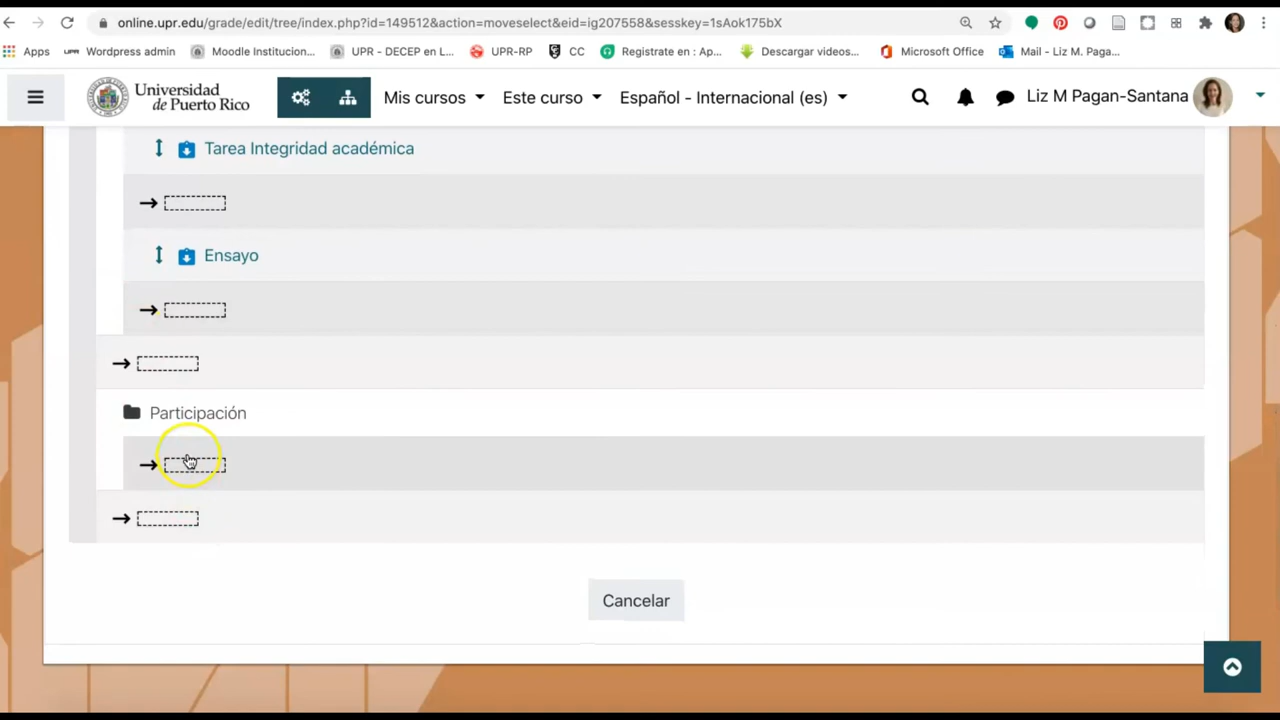 online.upr.edu/grade/edit/tree/index.php?id=149512&action=moveselect&eid=ig207558&sesskey=1sAok175bX
Apps Wordpress admin Moodle Institucion... UPR - DECEP en L... UPR-RP CC Registrate en : Ap... Descargar videos... Microsoft Office Mail - Liz M. Paga...
Universidad
de Puerto Rico
Mis cursos Este curso Español - Internacional (es) Liz M Pagan-Santana
Tarea Integridad académica
Ensayo
Participación
Cancelar